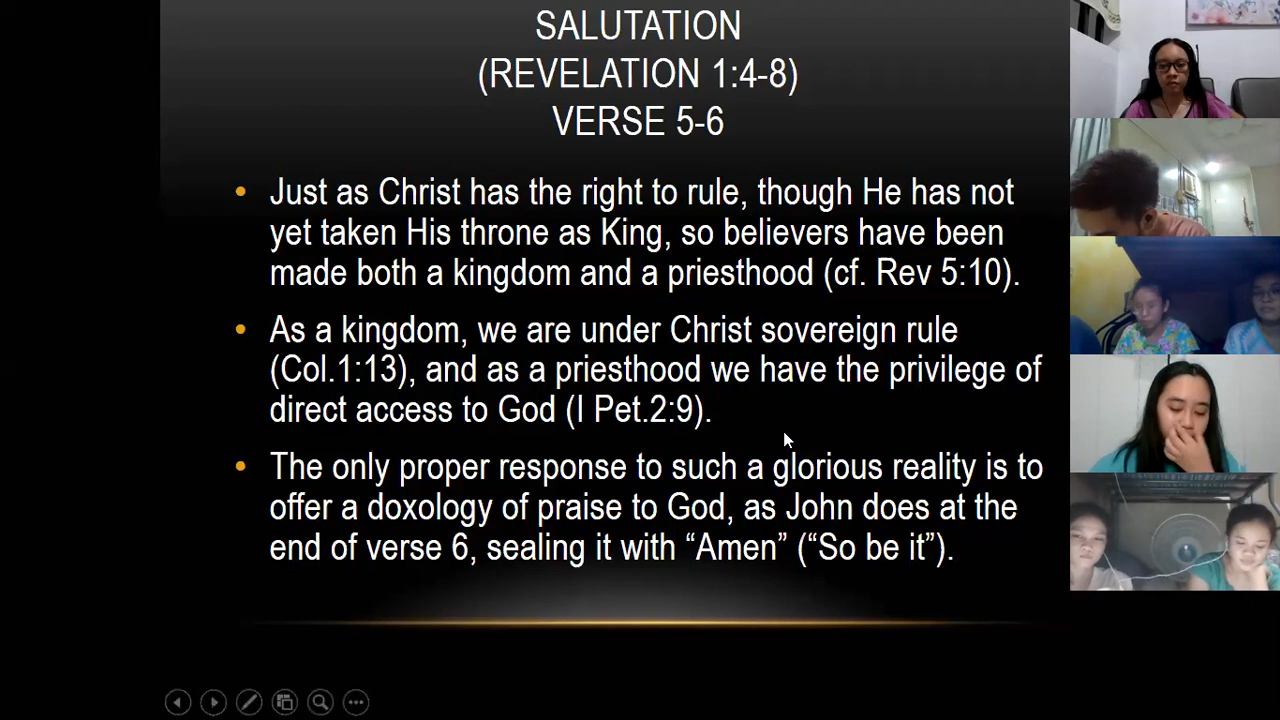 SALUTATION
(REVELATION 1:4-8)
VERSE 5-6
• Just as Christ has the right to rule, though He has not
yet taken His throne as King, so believers have been
made both a kingdom and a priesthood (cf. Rev 5:10).
• As a kingdom, we are under Christ sovereign rule
(Col.1:13), and as a priesthood we have the privilege of
direct access to God (I Pet.2:9).
• The only proper response to such a glorious reality is to
offer a doxology of praise to God, as John does at the
end of verse 6, sealing it with “Amen” (“So be it”).